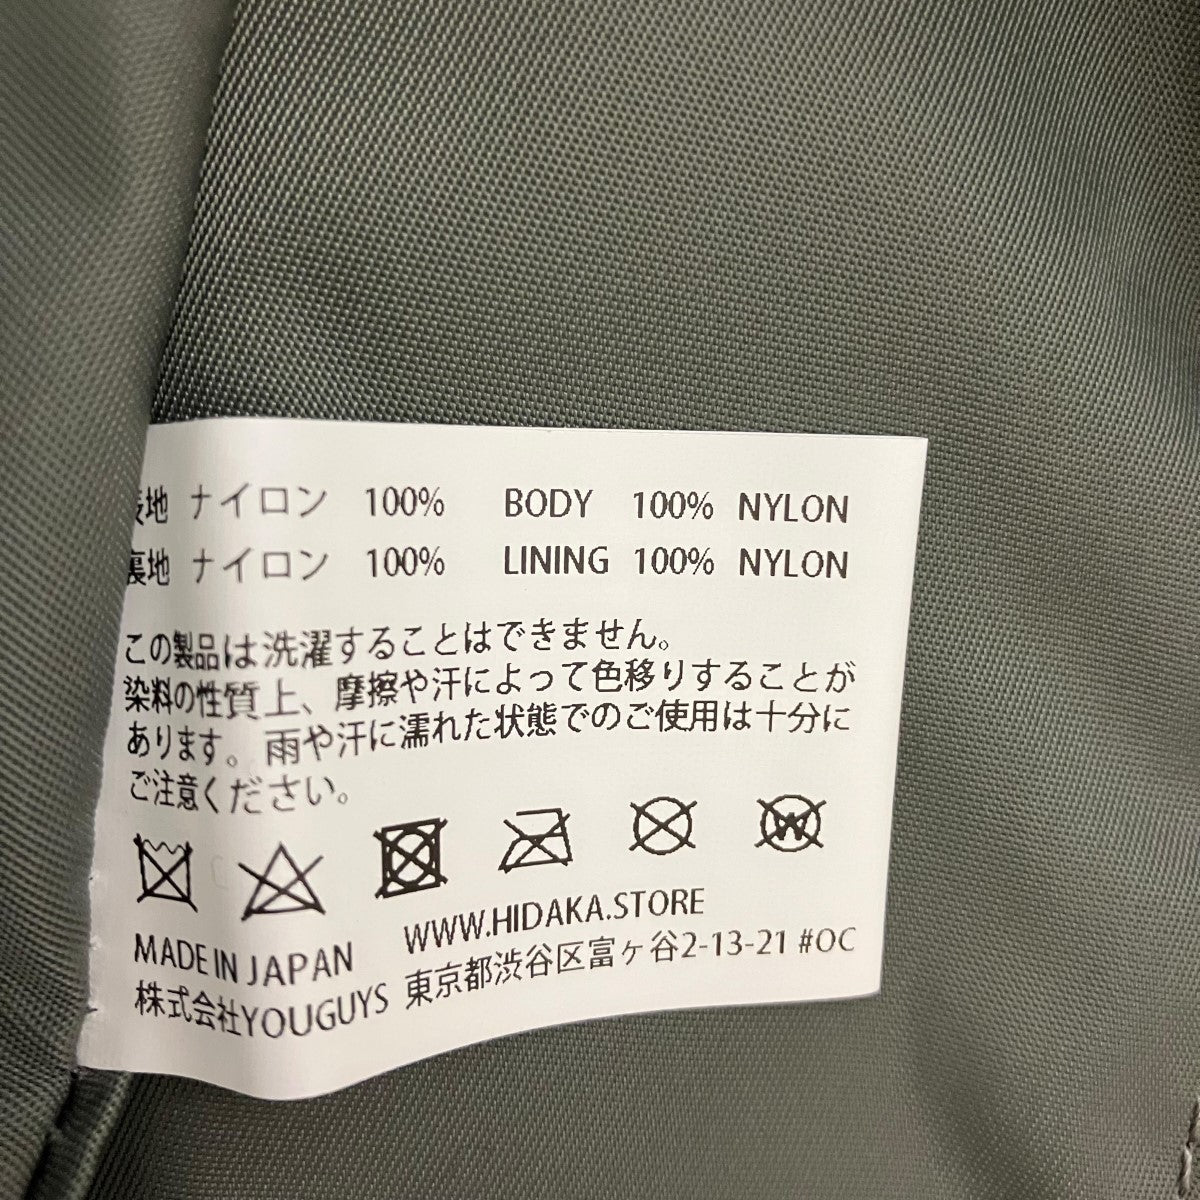 表地 ナイロン 100% BODY 100% NYLON
裏地 ナイロン 100% LINING 100% NYLON
この製品は洗濯することはできません。
染料の性質上、摩擦や汗によって色移りすることが
あります。雨や汗に濡れた状態でのご使用は十分に
ご注意ください。
W
MADE IN JAPAN WWW.HIDAKA.STORE
株式会社YOUGUYS 東京都渋谷区富ヶ谷2-13-21 #OC